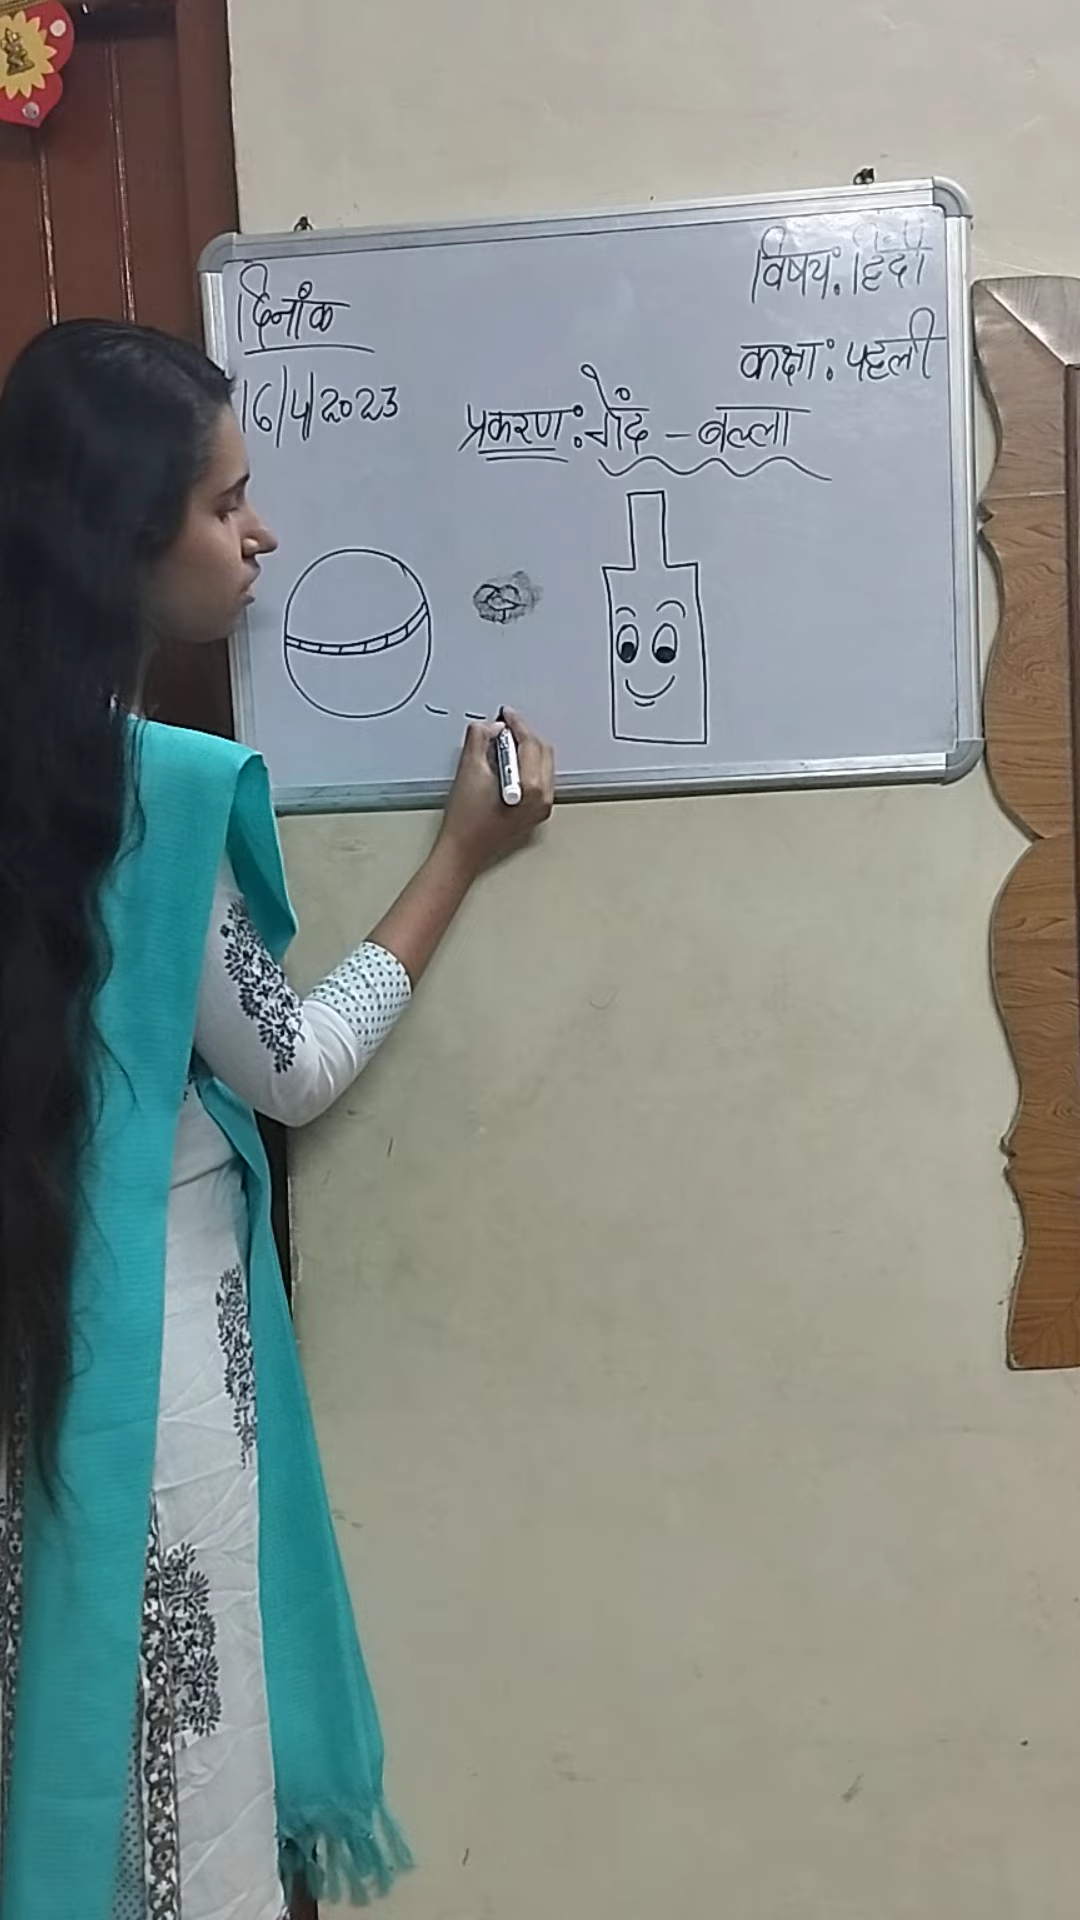 दिनांक
16/4/2023
विषय: हिंदी
कक्षा: पहली
प्रकरण: गेंद - बल्ला